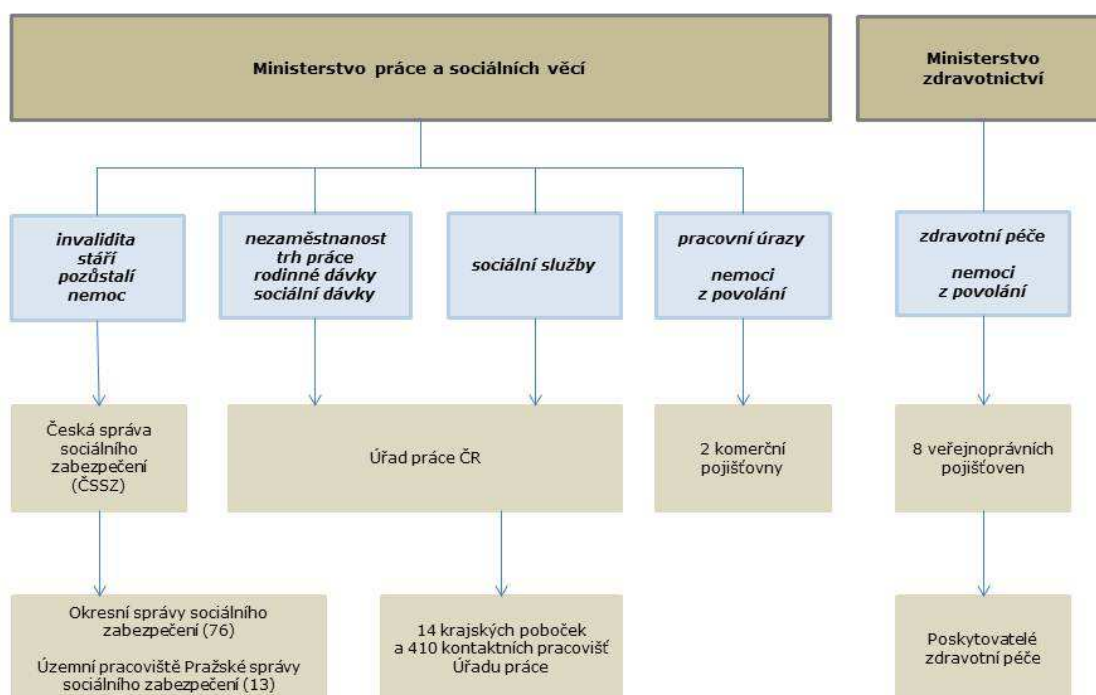 Ministerstvo práce a sociálních věcí
Ministerstvo
zdravotnictví
invalidita
stáří
pozůstalí
nemoc
nezaměstnanost
trh práce
rodinné dávky
sociální dávky
sociální služby
pracovní úrazy
nemoci
z povolání
zdravotní péče
nemoci
z povolání
Česká správa
sociálního
zabezpečení
(ČSSZ)
Úřad práce ČR
2 komerční
pojišťovny
8 veřejnoprávních
pojišťoven
Okresní správy sociálního
zabezpečení (76)
Územní pracoviště Pražské správy
sociálního zabezpečení (13)
14 krajských poboček
a 410 kontaktních pracovišť
Úřadu práce
Poskytovatelé
zdravotní péče